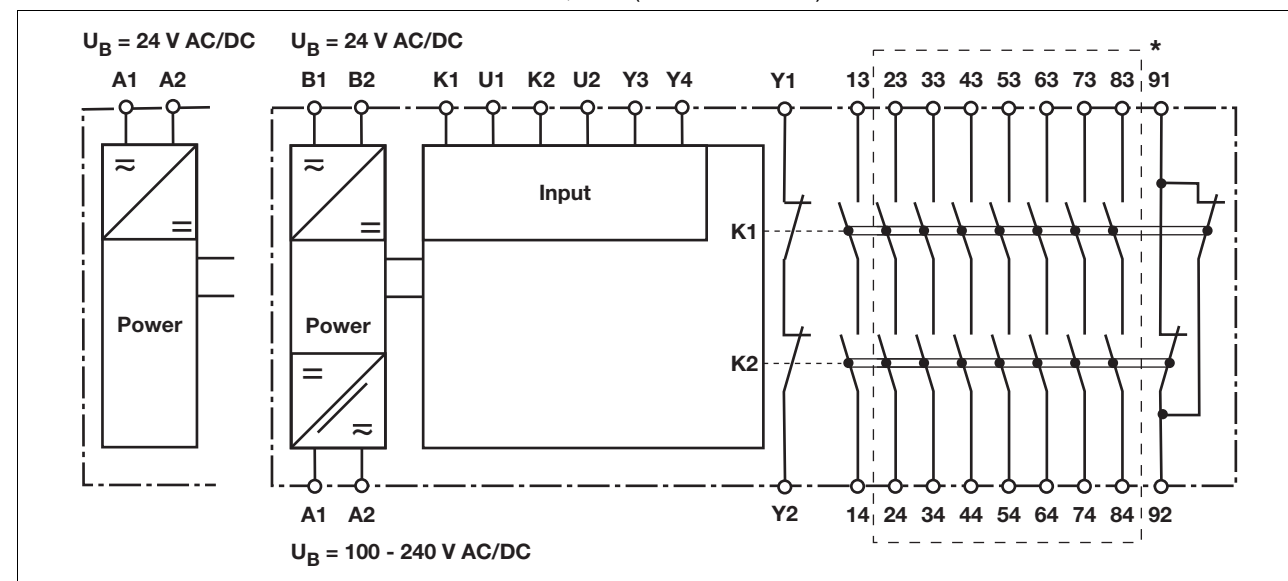 U_B = 24 V AC/DC U_B = 24 V AC/DC
*
A1 A2 B1 B2 K1 U1 K2 U2 Y3 Y4 Y1 13 23 33 43 53 63 73 83 91
Input
K1
Power Power
K2
A1 A2 Y2 14 24 34 44 54 64 74 84 92
U_B = 100 - 240 V AC/DC